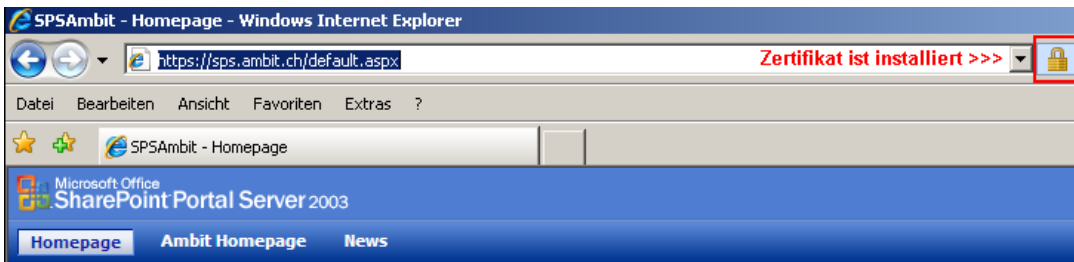 SPSAmbit - Homepage - Windows Internet Explorer
https://sps.ambit.ch/default.aspx Zertifikat ist installiert >>>
Datei Bearbeiten Ansicht Favoriten Extras ?
SPSAmbit - Homepage
Microsoft Office
SharePoint Portal Server 2003
Homepage Ambit Homepage News